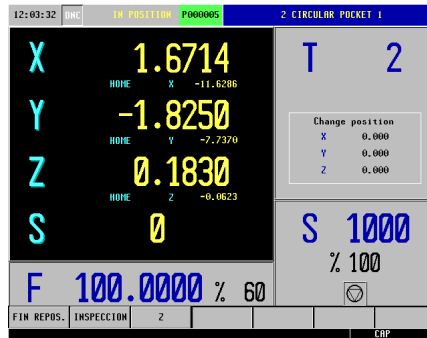 12:03:32 DNC IN POSITION P000005 2 CIRCULAR POCKET 1
X 1.6714
HOME X -11.6286
Y -1.8250
HOME Y -7.7370
Z 0.1830
HOME Z -0.0623
S 0
F 100.0000 % 60
T 2
Change position
X 0.000
Y 0.000
Z 0.000
S 1000
% 100
FIN REPOS. INSPECCION 2
CAP